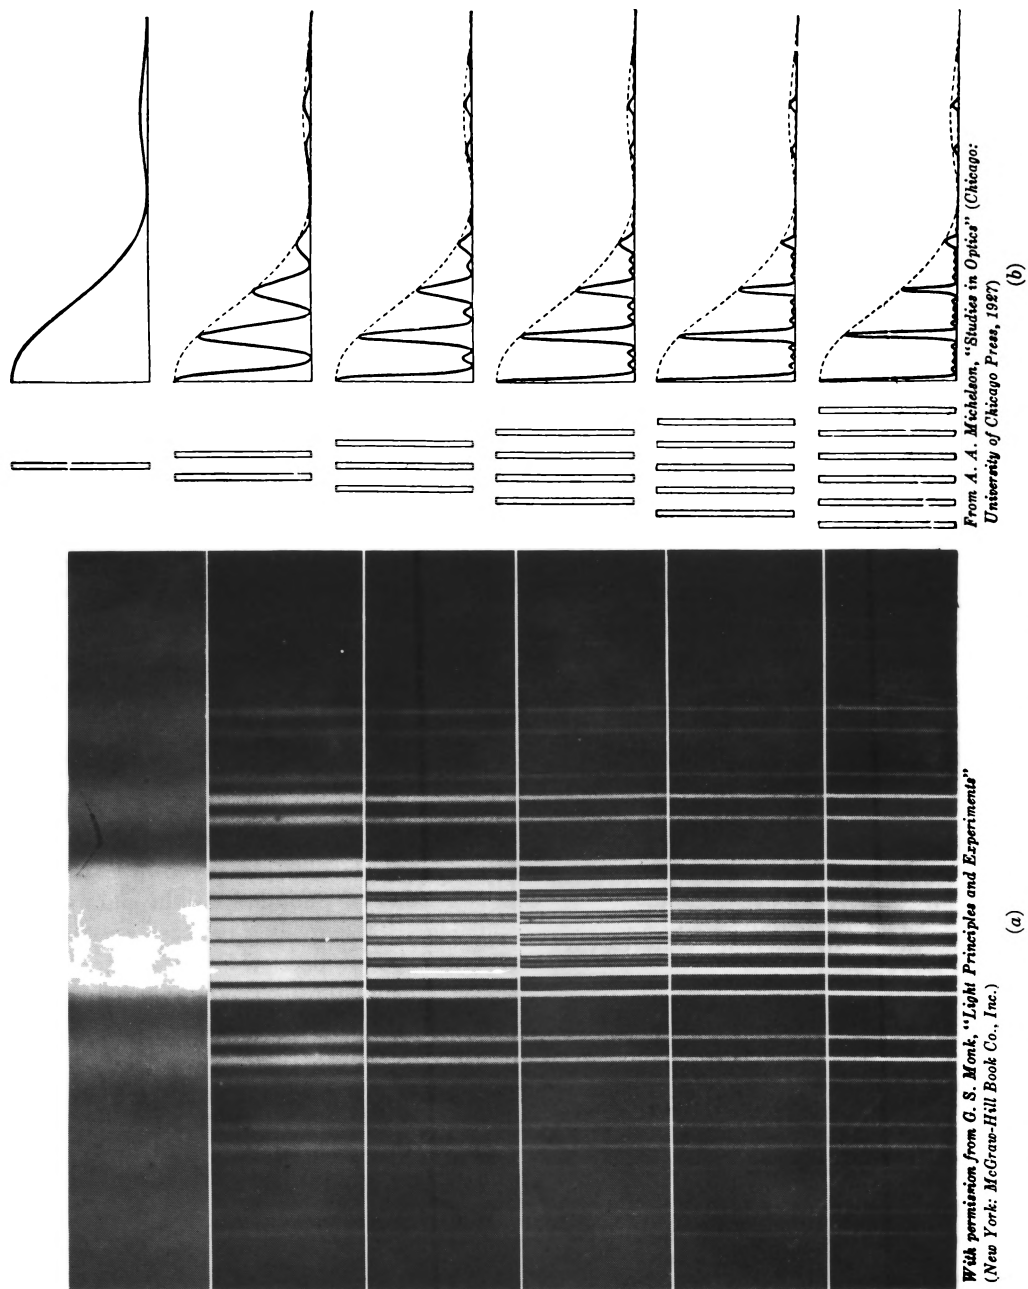 With permission from G. S. Monk, "Light Principles and Experiments"
(New York: McGraw-Hill Book Co., Inc.)
(a)
From A. A. Michelson, "Studies in Optics" (Chicago:
University of Chicago Press, 1927)
(b)